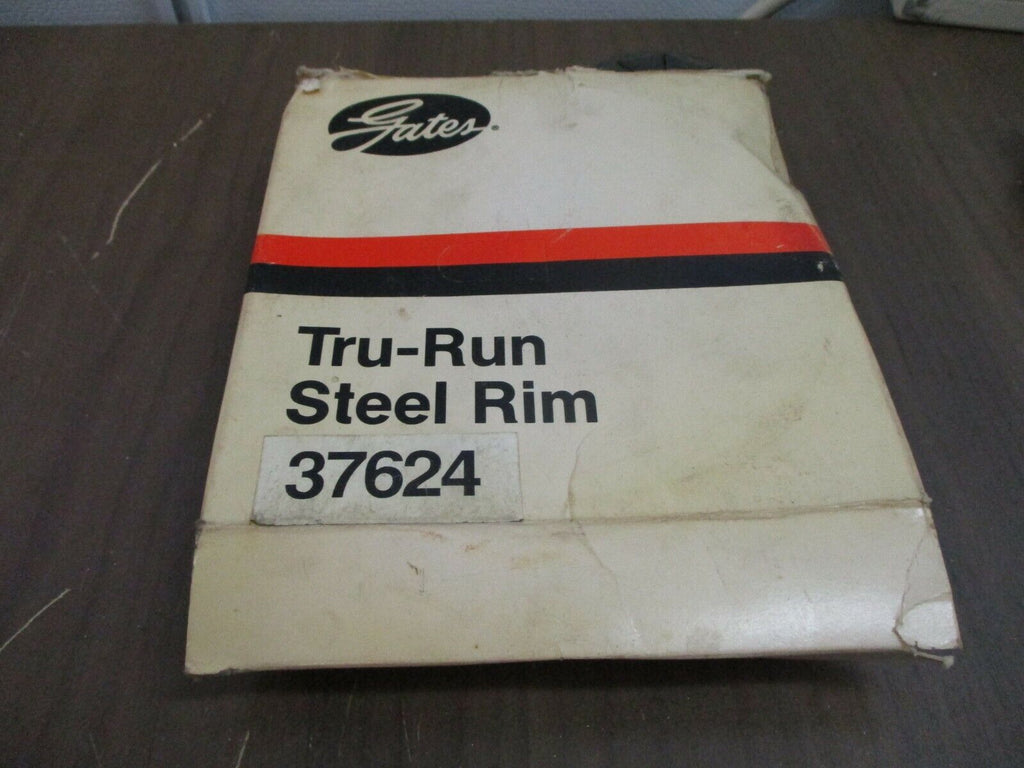 Gates®
Tru-Run
Steel Rim
37624